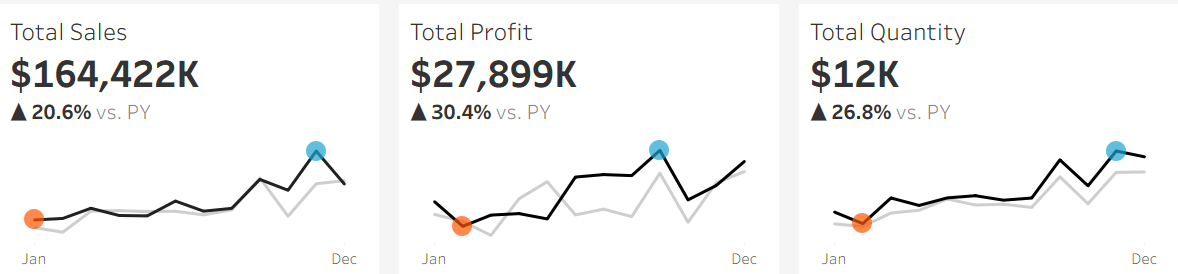 Total Sales
$164,422K
▲ 20.6% vs. PY
Jan Dec
Total Profit
$27,899K
▲ 30.4% vs. PY
Jan Dec
Total Quantity
$12K
▲ 26.8% vs. PY
Jan Dec